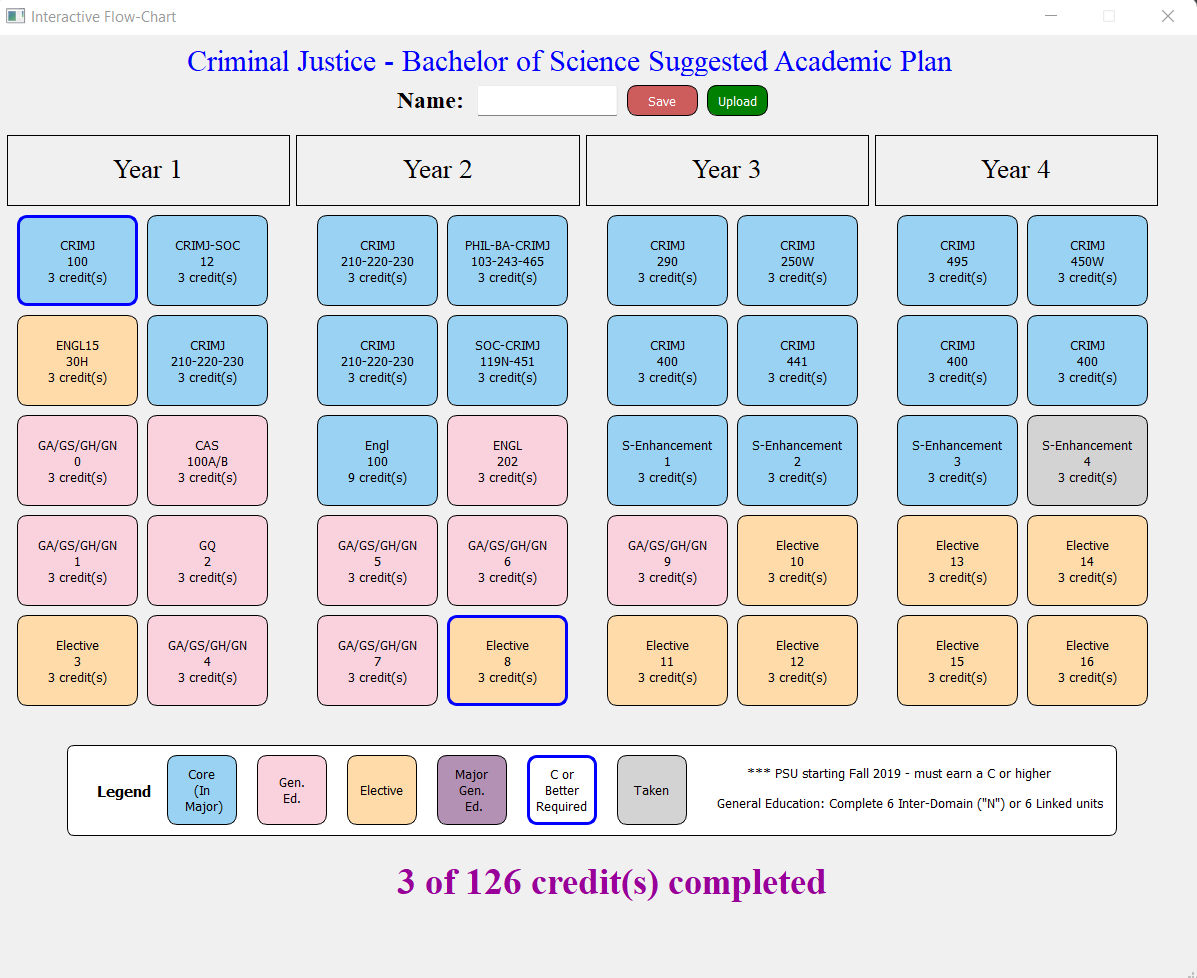 Interactive Flow-Chart
Criminal Justice - Bachelor of Science Suggested Academic Plan
Name:
Save
Upload
Year 1
Year 2
Year 3
Year 4
CRIMJ
100
3 credit(s)
CRIMJ-SOC
12
3 credit(s)
CRIMJ
210-220-230
3 credit(s)
PHIL-BA-CRIMJ
103-243-465
3 credit(s)
CRIMJ
290
3 credit(s)
CRIMJ
250W
3 credit(s)
CRIMJ
495
3 credit(s)
CRIMJ
450W
3 credit(s)
ENGL15
30H
3 credit(s)
CRIMJ
210-220-230
3 credit(s)
CRIMJ
210-220-230
3 credit(s)
SOC-CRIMJ
119N-451
3 credit(s)
CRIMJ
400
3 credit(s)
CRIMJ
441
3 credit(s)
CRIMJ
400
3 credit(s)
CRIMJ
400
3 credit(s)
GA/GS/GH/GN
0
3 credit(s)
CAS
100A/B
3 credit(s)
Engl
100
9 credit(s)
ENGL
202
3 credit(s)
S-Enhancement
1
3 credit(s)
S-Enhancement
2
3 credit(s)
S-Enhancement
3
3 credit(s)
S-Enhancement
4
3 credit(s)
GA/GS/GH/GN
1
3 credit(s)
GQ
2
3 credit(s)
GA/GS/GH/GN
5
3 credit(s)
GA/GS/GH/GN
6
3 credit(s)
GA/GS/GH/GN
9
3 credit(s)
Elective
10
3 credit(s)
Elective
13
3 credit(s)
Elective
14
3 credit(s)
Elective
3
3 credit(s)
GA/GS/GH/GN
4
3 credit(s)
GA/GS/GH/GN
7
3 credit(s)
Elective
8
3 credit(s)
Elective
11
3 credit(s)
Elective
12
3 credit(s)
Elective
15
3 credit(s)
Elective
16
3 credit(s)
Legend
Core
(In
Major)
Gen.
Ed.
Elective
Major
Gen.
Ed.
C or
Better
Required
Taken
*** PSU starting Fall 2019 - must earn a C or higher
General Education: Complete 6 Inter-Domain ("N") or 6 Linked units
3 of 126 credit(s) completed